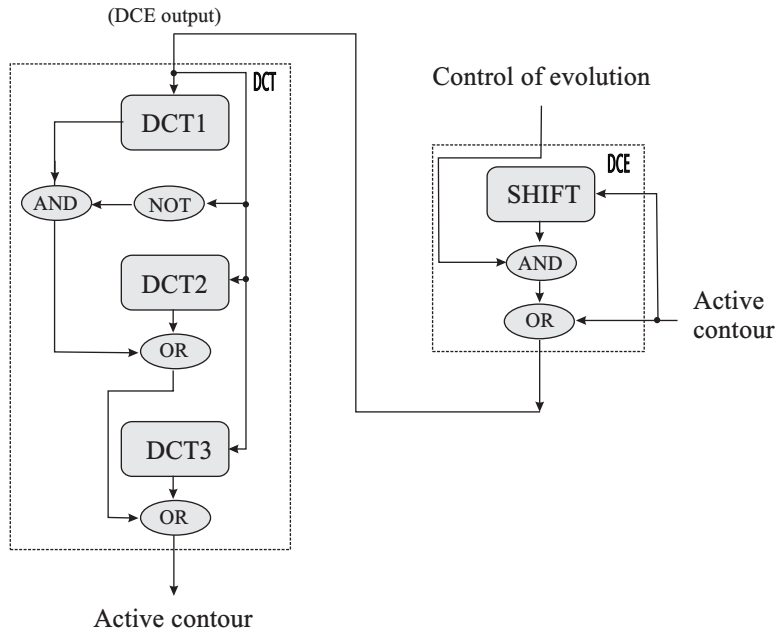 (DCE output)
DCT
DCT1
AND
NOT
DCT2
OR
DCT3
OR
Active contour
Control of evolution
DCE
SHIFT
AND
OR
Active
contour